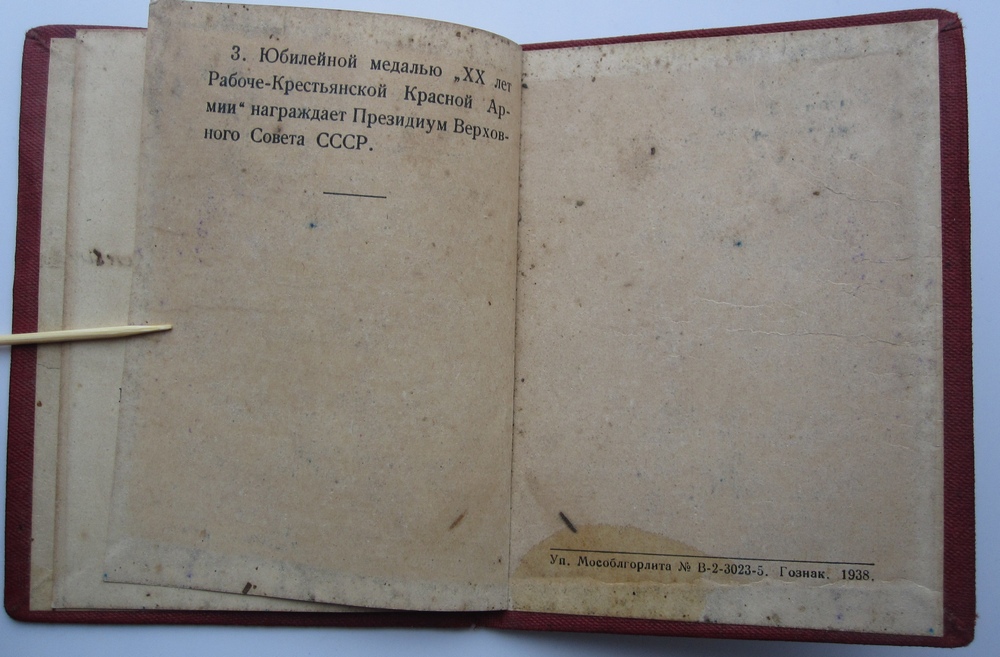 3. Юбилейной медалью „XX лет
Рабоче-Крестьянской Красной Ар-
мии“ награждает Президиум Верхов-
ного Совета СССР.
Уп. Мособлгорлита № В-2-3023-5. Гознак. 1938.